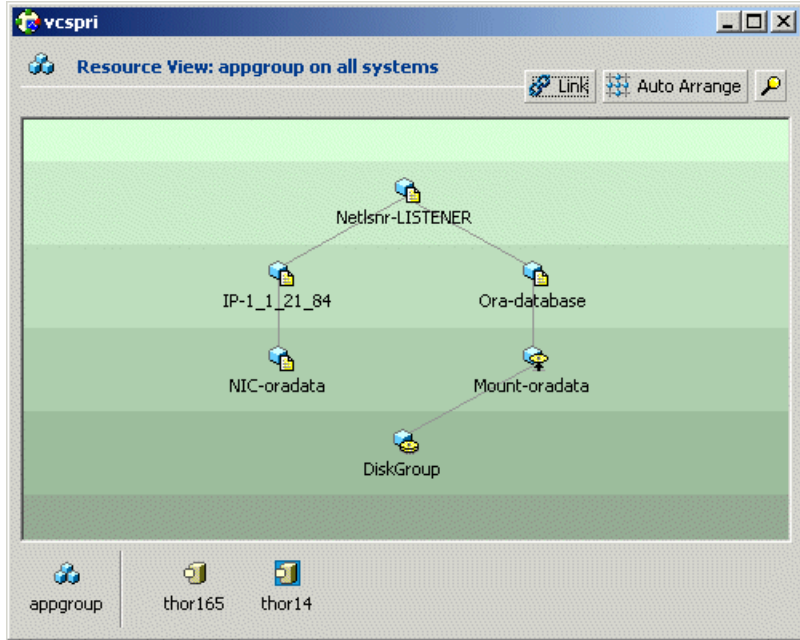 vcspri
Resource View: appgroup on all systems
Link
Auto Arrange
Netlsnr-LISTENER
IP-1_1_21_84
Ora-database
NIC-oradata
Mount-oradata
DiskGroup
appgroup
thor165
thor14